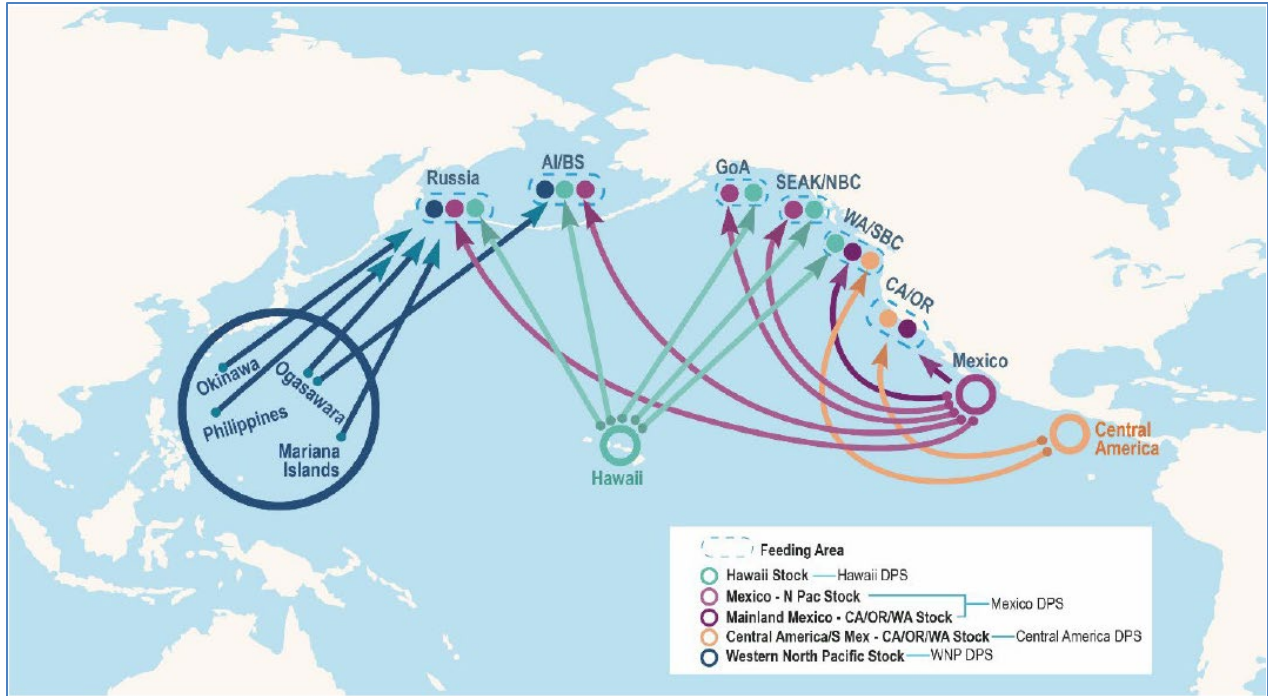 AI/BS
GoA
Russia
SEAK/NBC
WA/SBC
CA/OR
Mexico
Okinawa
Ogasawara
Philippines
Mariana
Islands
Hawaii
Central
America
Feeding Area
Hawaii Stock Hawaii DPS
Mexico - N Pac Stock
Mexico DPS
Mainland Mexico - CA/OR/WA Stock
Central America/S Mex - CA/OR/WA Stock Central America DPS
Western North Pacific Stock WNP DPS